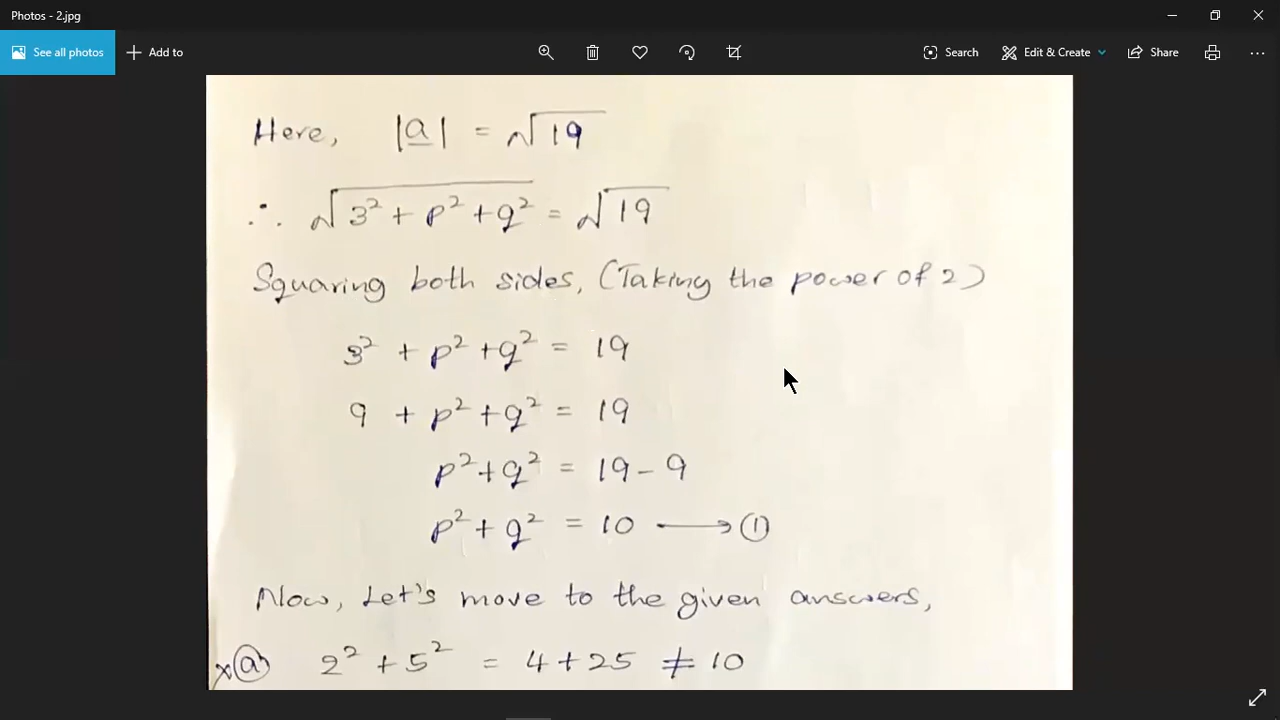 Photos - 2.jpg
See all photos
Add to
Search
Edit & Create
Share
Here, |a| = √19
∴ √3² + p² + q² = √19
Squaring both sides, (Taking the power of 2)
3² + p² + q² = 19
9 + p² + q² = 19
p² + q² = 19 - 9
p² + q² = 10 → ①
Now, Let's move to the given answers,
×ⓐ 2² + 5² = 4 + 25 ≠ 10